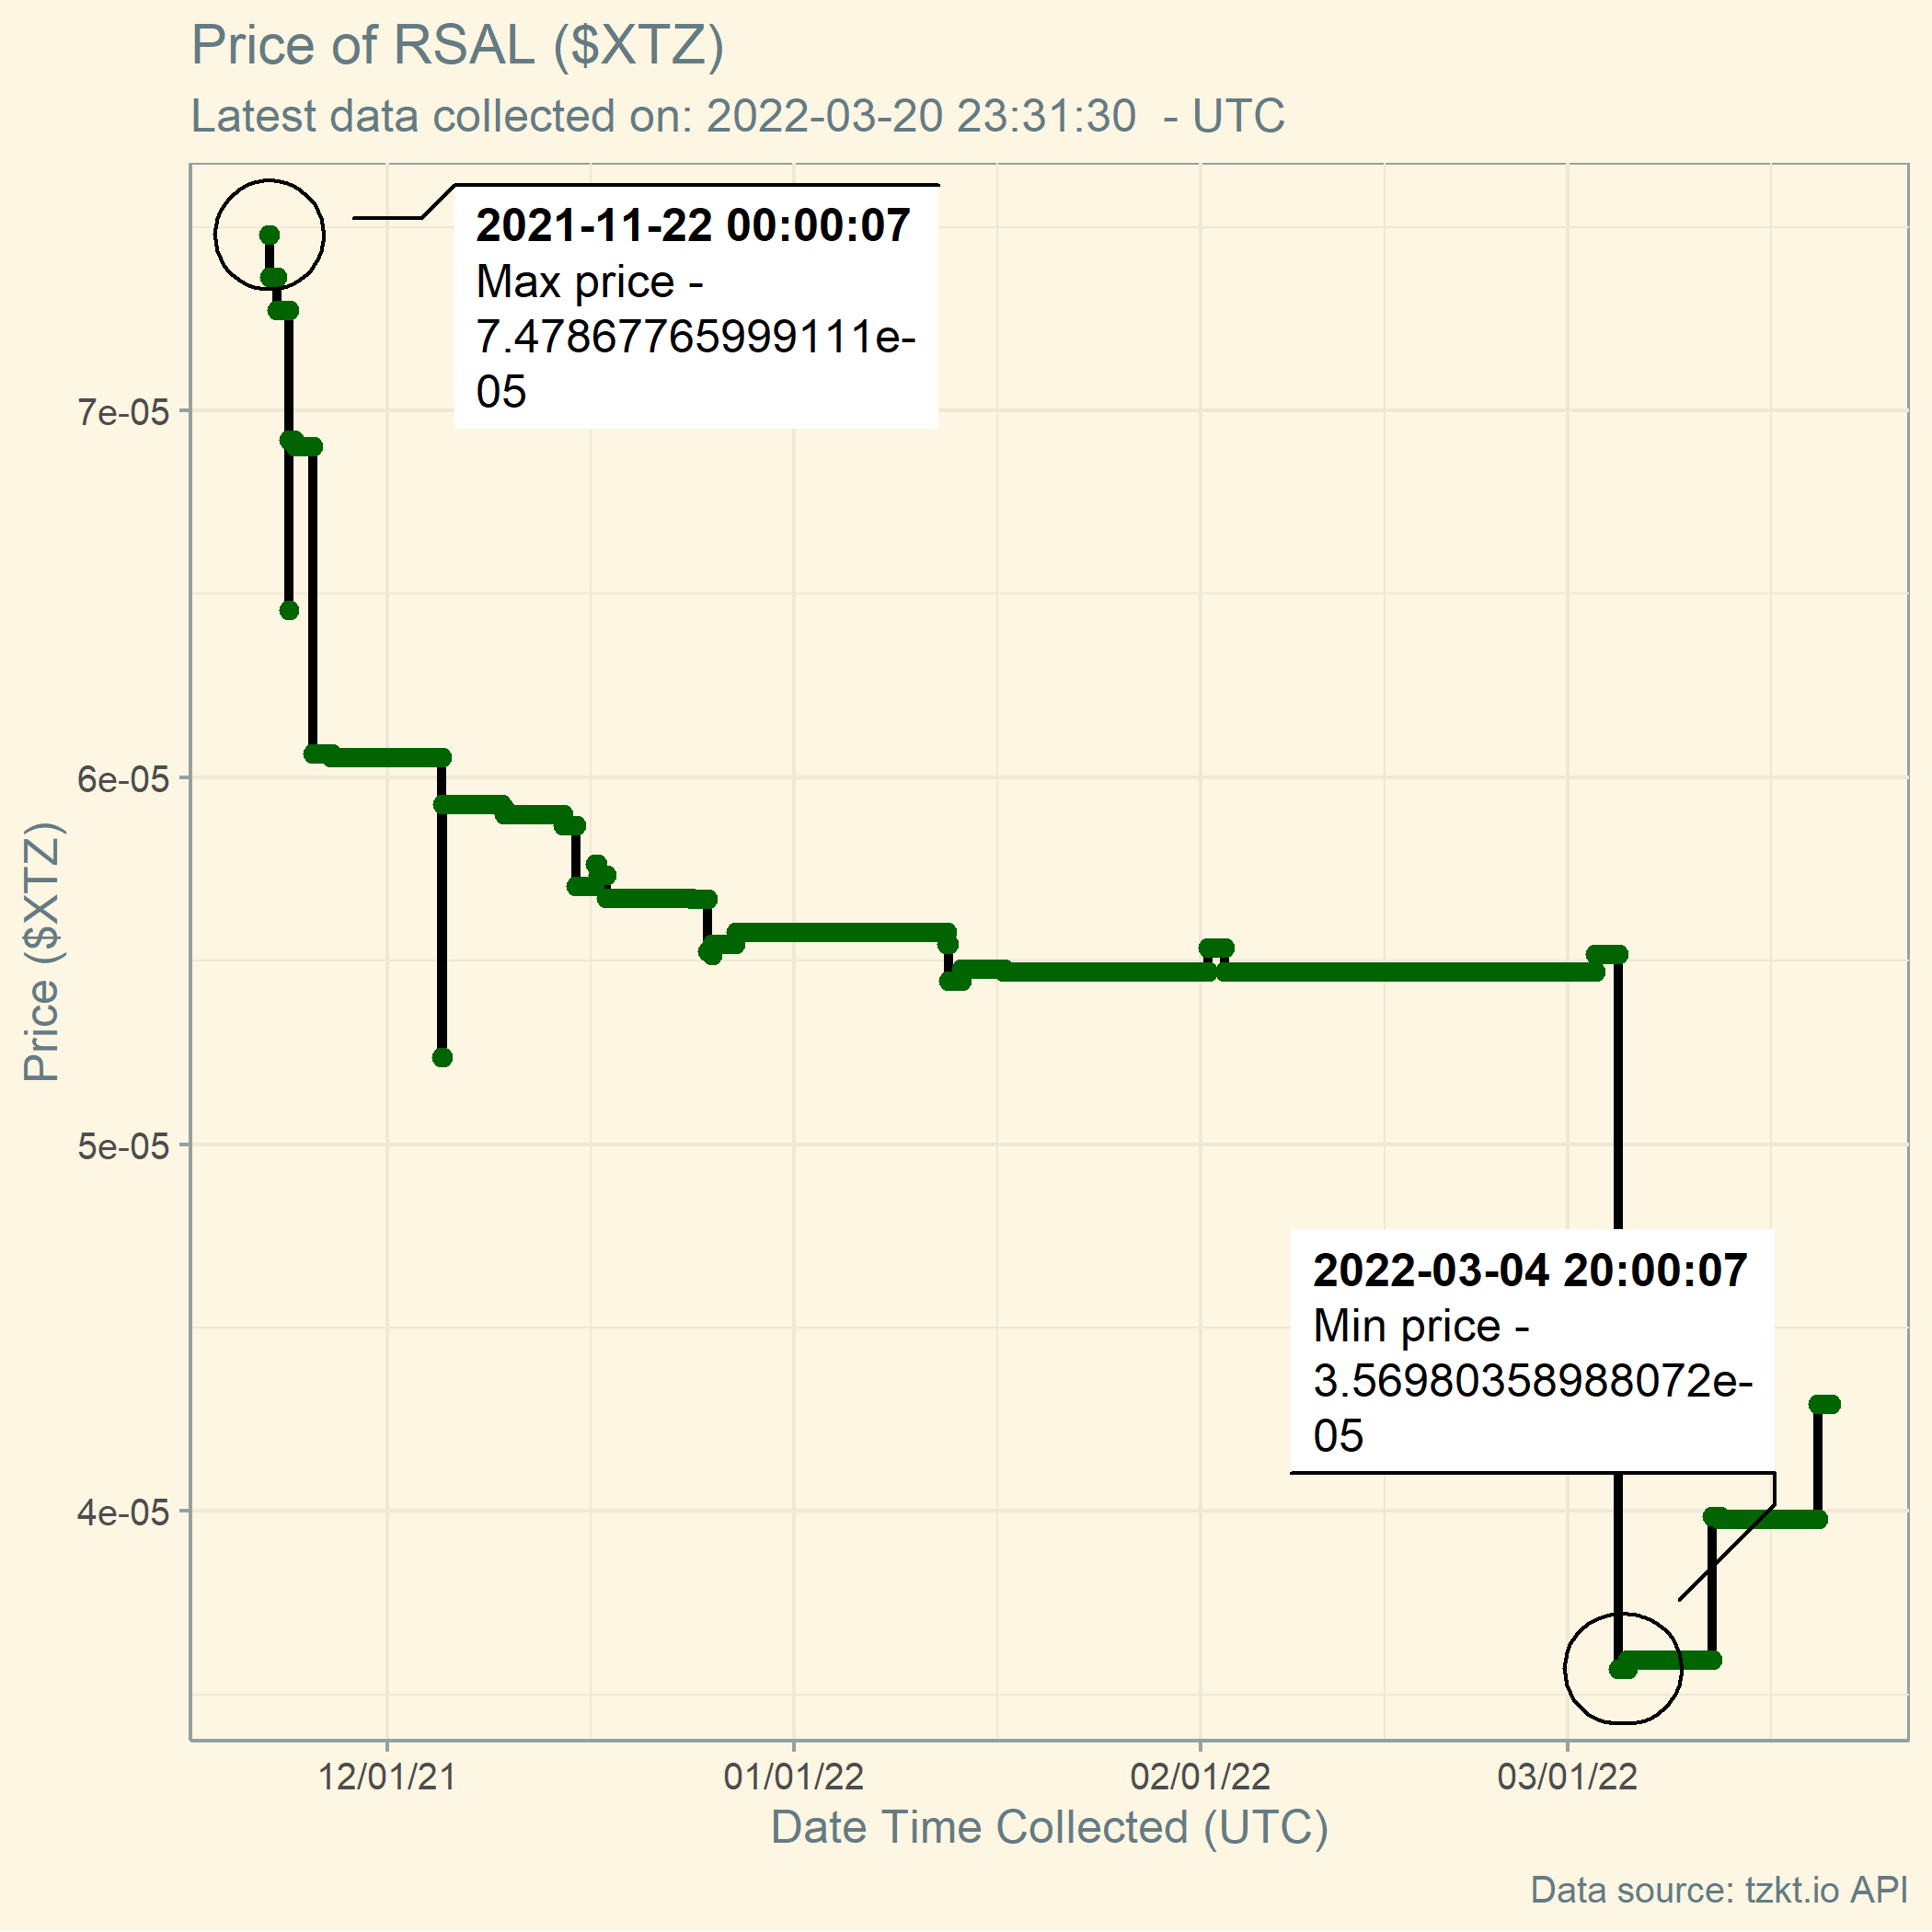 Price of RSAL ($XTZ)
Latest data collected on: 2022-03-20 23:31:30  - UTC
2021-11-22 00:00:07
Max price -
7.47867765999111e-
05
7e-05
6e-05
5e-05
4e-05
Price ($XTZ)
2022-03-04 20:00:07
Min price -
3.56980358988072e-
05
12/01/21
01/01/22
02/01/22
03/01/22
Date Time Collected (UTC)
Data source: tzkt.io API